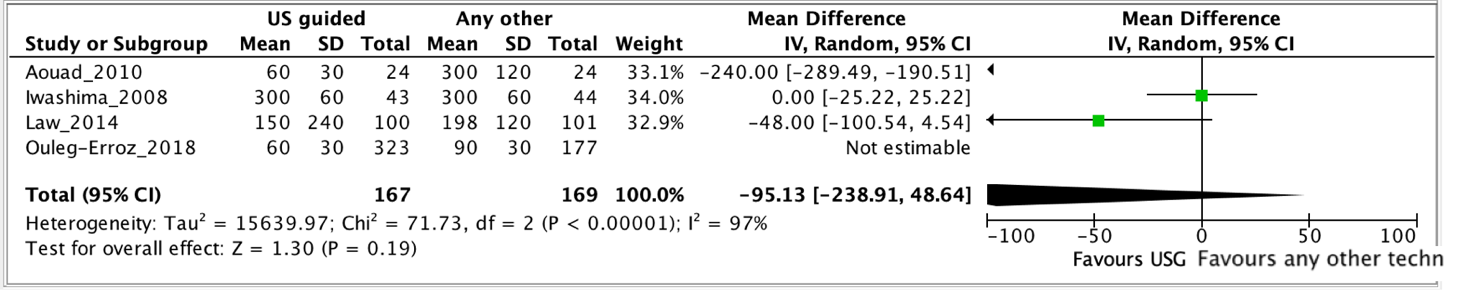 US guided Any other Mean Difference Mean Difference
Study or Subgroup Mean SD Total Mean SD Total Weight IV, Random, 95% CI IV, Random, 95% CI
Aouad_2010 60 30 24 300 120 24 33.1% −240.00 [−289.49, −190.51]
Iwashima_2008 300 60 43 300 60 44 34.0% 0.00 [−25.22, 25.22]
Law_2014 150 240 100 198 120 101 32.9% −48.00 [−100.54, 4.54]
Ouleg-Erroz_2018 60 30 323 90 30 177 Not estimable
Total (95% CI) 167 169 100.0% −95.13 [−238.91, 48.64]
Heterogeneity: Tau² = 15639.97; Chi² = 71.73, df = 2 (P < 0.00001); I² = 97%
Test for overall effect: Z = 1.30 (P = 0.19)
−100 −50 0 50 100
Favours USG Favours any other techn